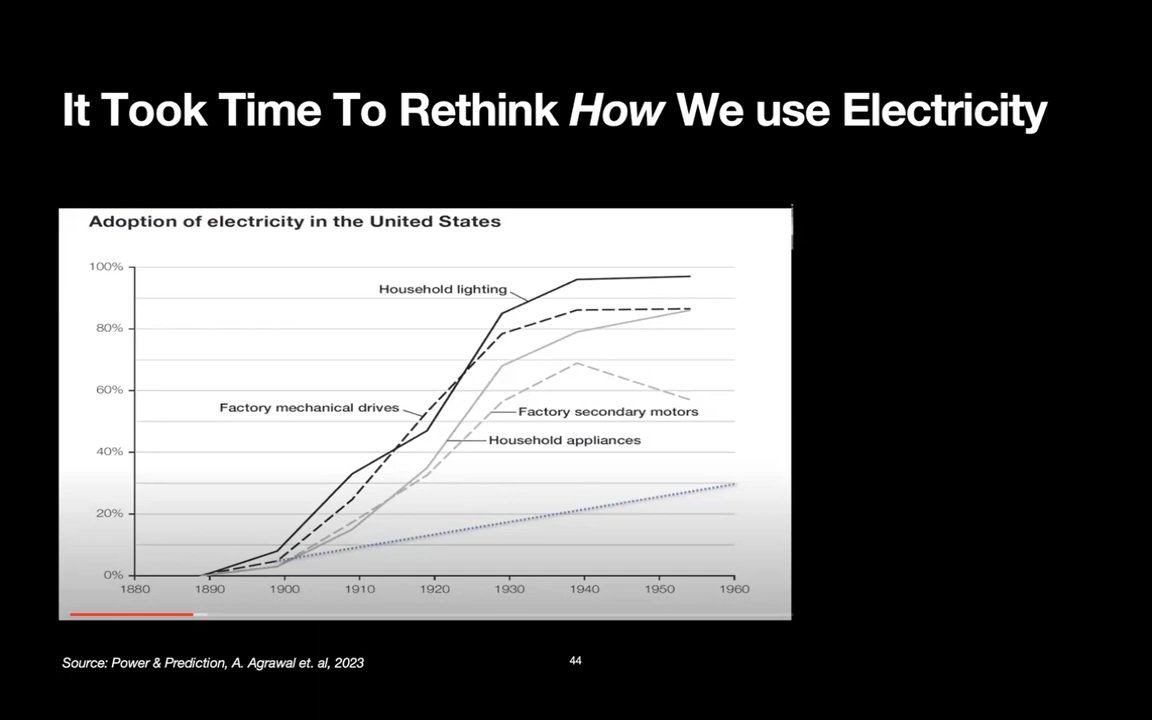 It Took Time To Rethink How We use Electricity
Adoption of electricity in the United States
100%
80%
60%
40%
20%
0%
Household lighting
Factory mechanical drives
Factory secondary motors
Household appliances
1880 1890 1900 1910 1920 1930 1940 1950 1960
Source: Power & Prediction, A. Agrawal et. al, 2023
44